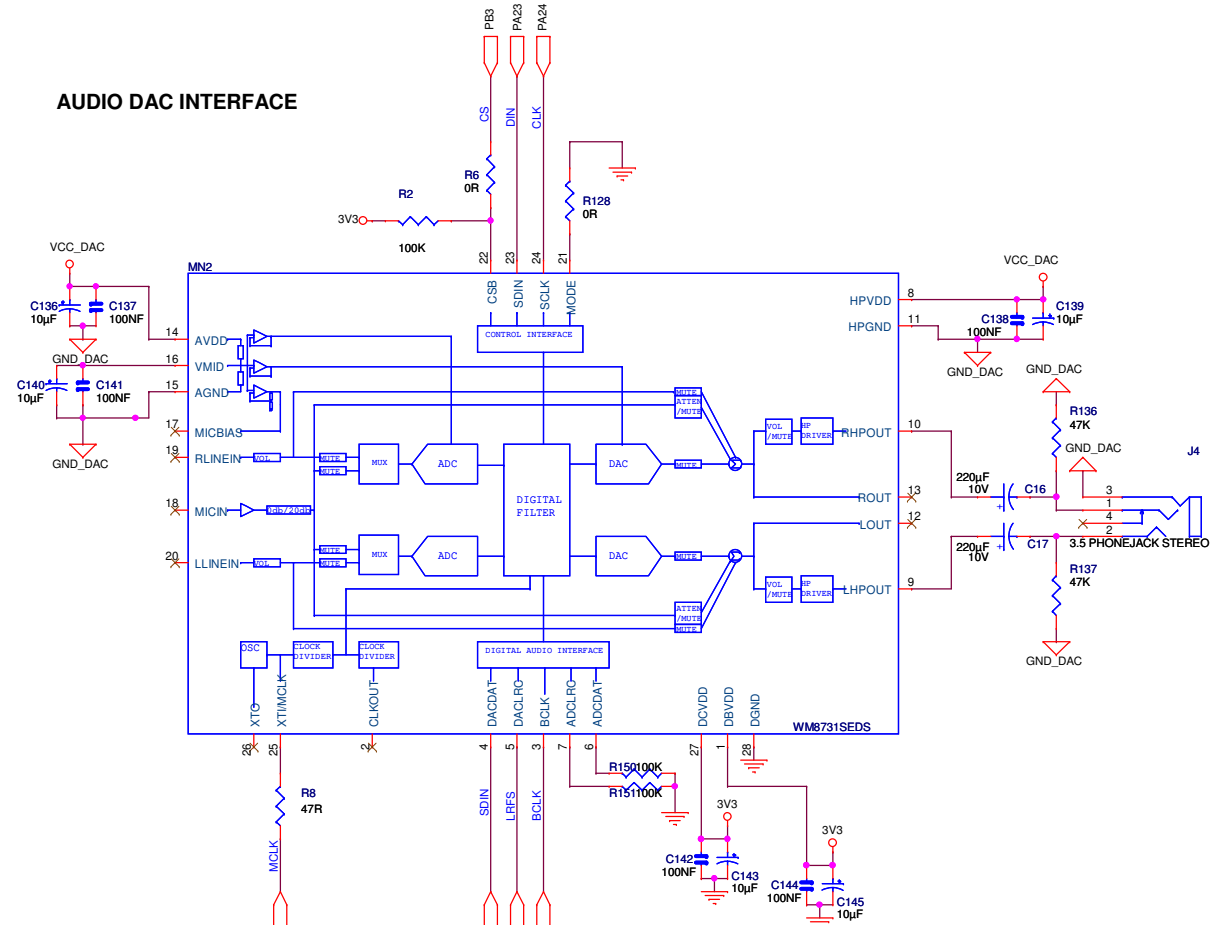 PB3
PA23
PA24
AUDIO DAC INTERFACE
CS
DIN
CLK
R6
0R
R2
3V3
100K
R128
0R
22
23
24
21
VCC_DAC
C136
10µF
C137
100NF
GND_DAC
C140
10µF
C141
100NF
GND_DAC
MN2
CSB
SDIN
SCLK
MODE
CONTROL INTERFACE
14
AVDD
16
VMID
15
AGND
17
MICBIAS
19
RLINEIN
VOL
MUTE
MUTE
MUX
ADC
18
MICIN
0db/20db
DIGITAL
FILTER
DAC
MUTE
MUTE
ATTEN
/MUTE
VOL
/MUTE
HP
DRIVER
20
LLINEIN
VOL
MUTE
MUTE
MUX
ADC
DAC
MUTE
ATTEN
/MUTE
MUTE
VOL
/MUTE
HP
DRIVER
HPVDD
8
HPGND
11
RHPOUT
10
ROUT
13
LOUT
12
LHPOUT
9
VCC_DAC
C138
100NF
C139
10µF
GND_DAC
GND_DAC
R136
47K
GND_DAC
J4
220µF
10V
C16
3
1
4
2
220µF
10V
C17
3.5 PHONEJACK STEREO
R137
47K
GND_DAC
OSC
CLOCK
DIVIDER
CLOCK
DIVIDER
DIGITAL AUDIO INTERFACE
XTO
XTI/MCLK
CLKOUT
DACDAT
DACLRC
BCLK
ADCLRC
ADCDAT
DCVDD
DBVDD
DGND
WM8731SEDS
26
25
2
4
5
3
7
6
27
1
28
R8
47R
MCLK
SDIN
LRFS
BCLK
R150
100K
R151
100K
3V3
C142
100NF
C143
10µF
3V3
C144
100NF
C145
10µF